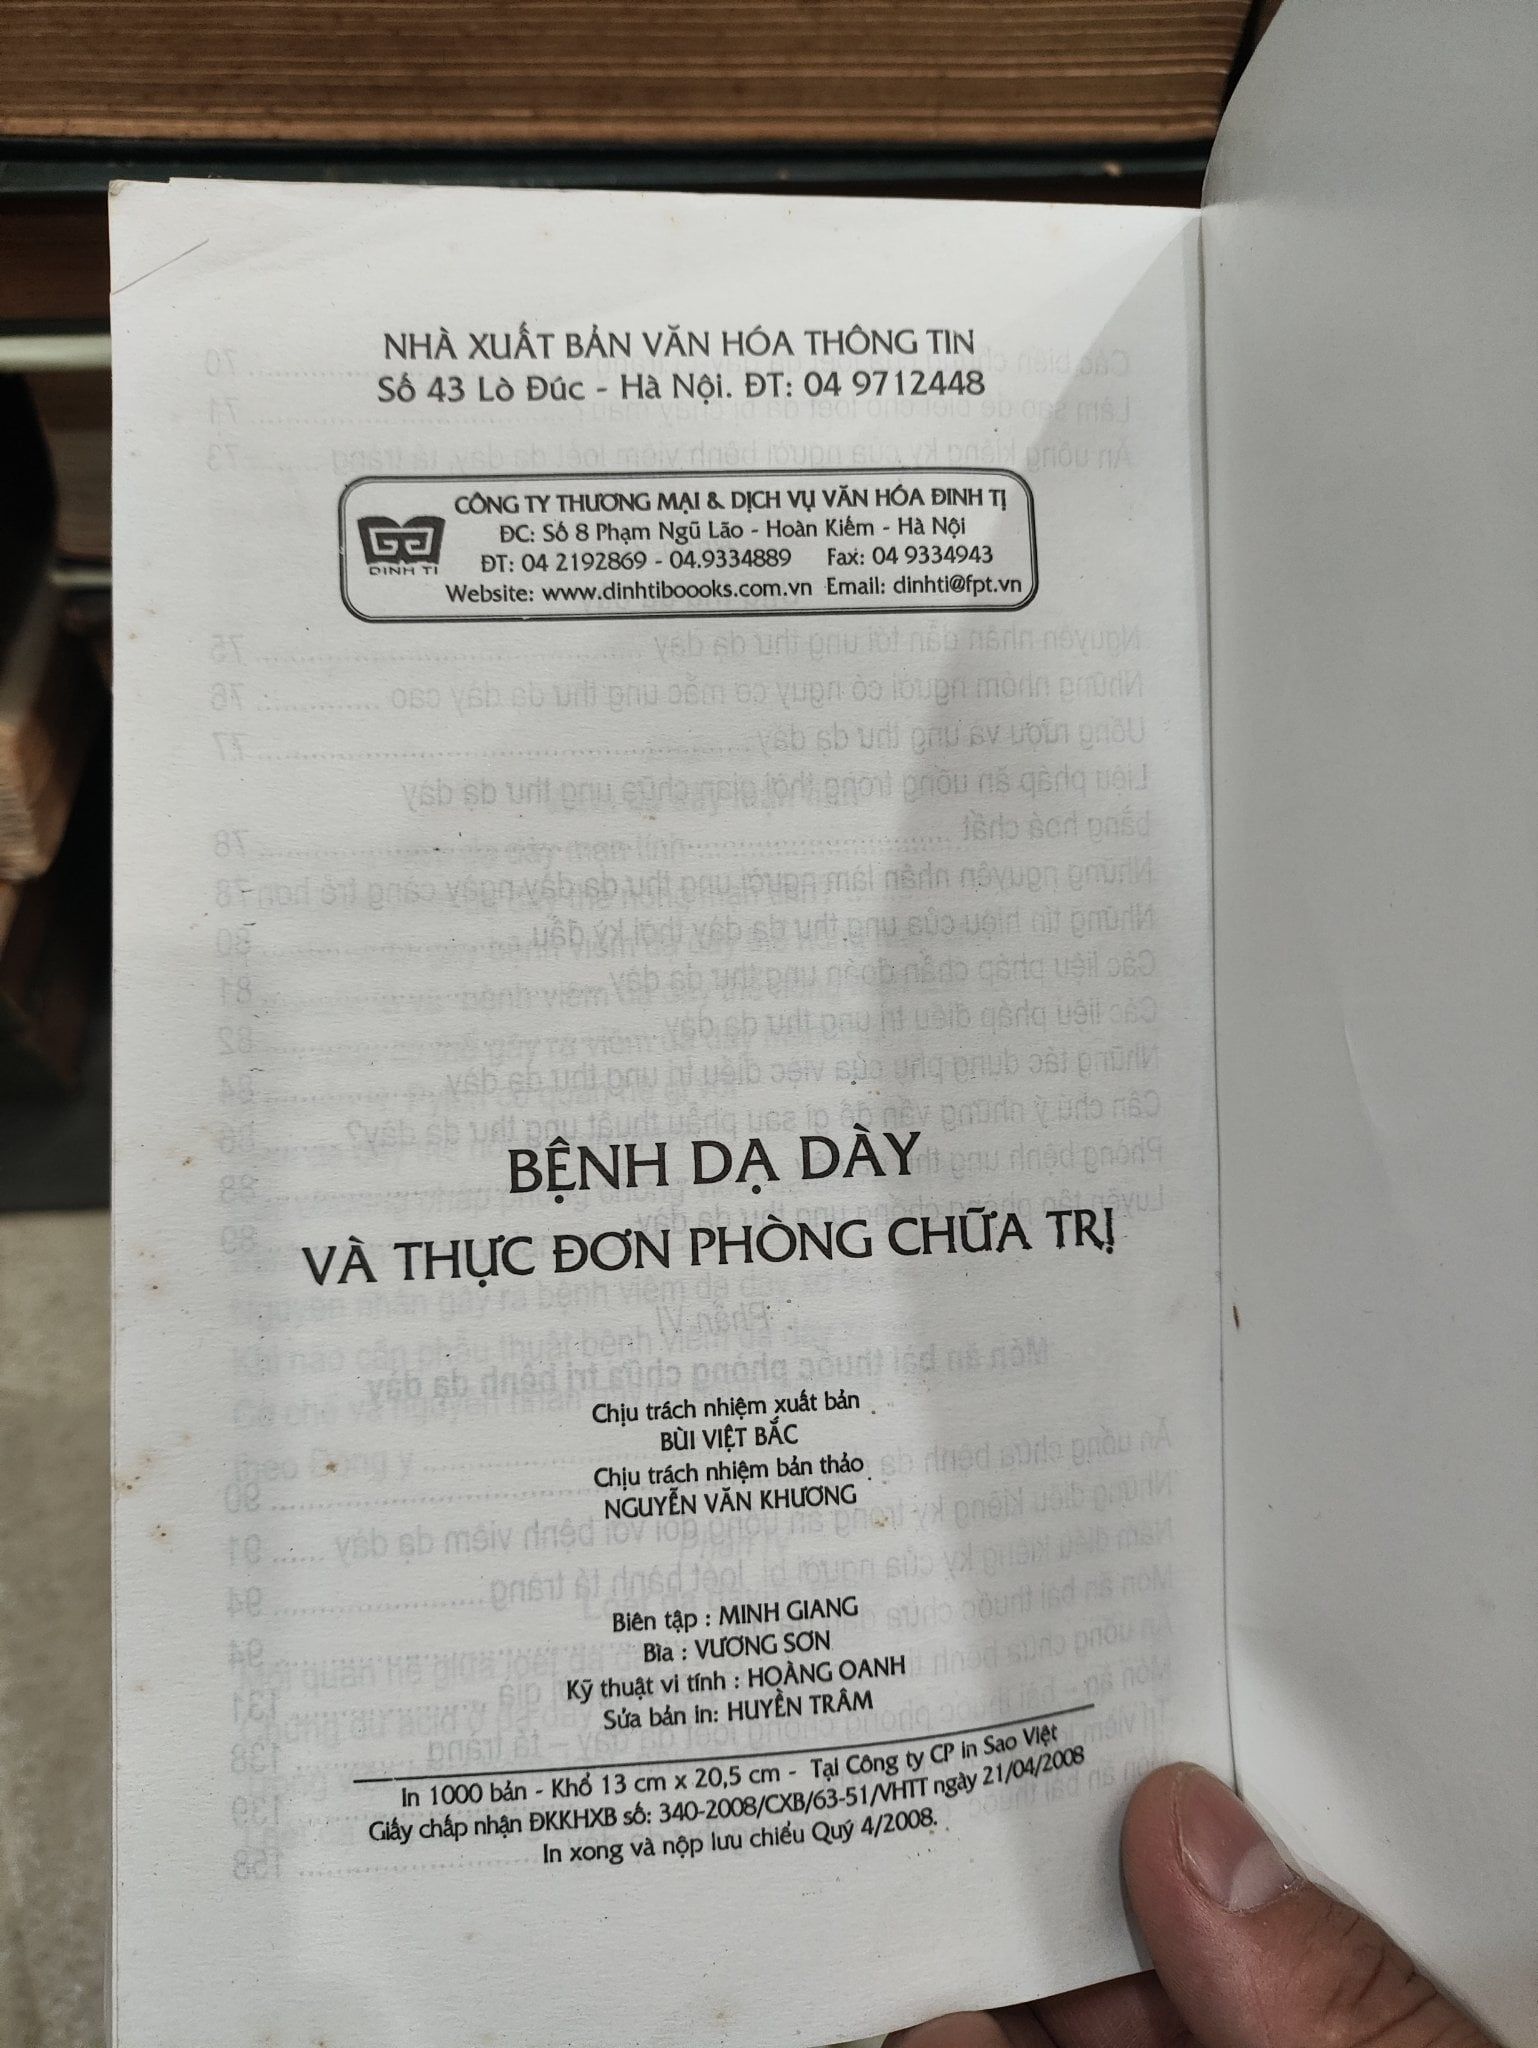 NHÀ XUẤT BẢN VĂN HÓA THÔNG TIN
Số 43 Lò Đúc - Hà Nội. ĐT: 04 9712448
CÔNG TY THƯƠNG MẠI & DỊCH VỤ VĂN HÓA ĐINH TỊ
ĐC: Số 8 Phạm Ngũ Lão - Hoàn Kiếm - Hà Nội
ĐT: 04 2192869 - 04.9334889 Fax: 04 9334943
DINH TI
Website: www.dinhtiboooks.com.vn Email: dinhti@fpt.vn
BỆNH DẠ DÀY
VÀ THỰC ĐƠN PHÒNG CHỮA TRỊ
Chịu trách nhiệm xuất bản
BÙI VIỆT BẮC
Chịu trách nhiệm bản thảo
NGUYỄN VĂN KHƯƠNG
Biên tập : MINH GIANG
Bìa : VƯƠNG SƠN
Kỹ thuật vi tính : HOÀNG OANH
Sửa bản in: HUYỀN TRÂM
In 1000 bản - Khổ 13 cm x 20,5 cm - Tại Công ty CP in Sao Việt
Giấy chấp nhận ĐKKHXB số: 340-2008/CXB/63-51/VHTT ngày 21/04/2008
In xong và nộp lưu chiểu Quý 4/2008.